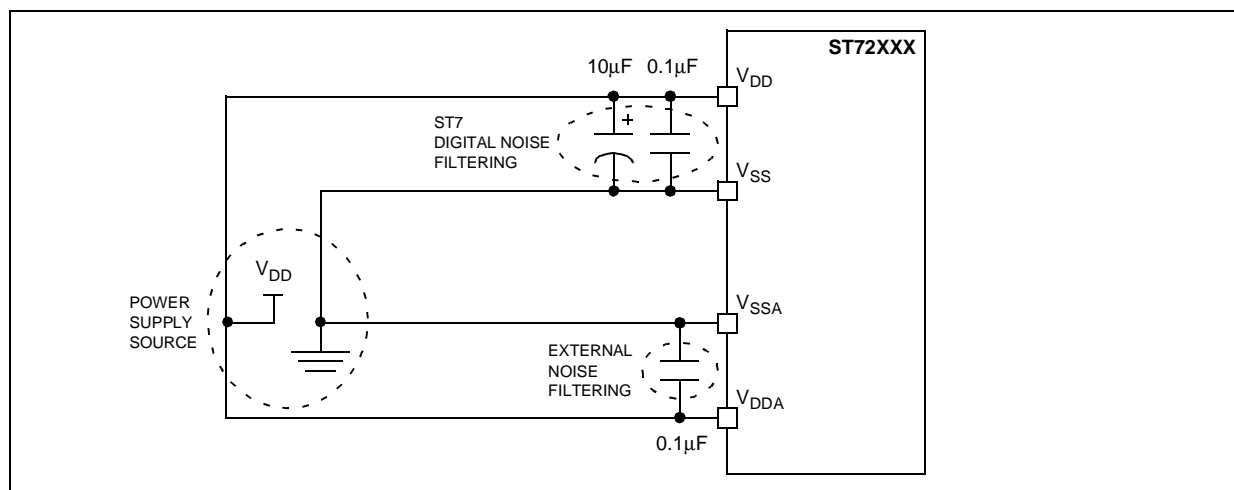 ST72XXX
10μF 0.1μF
VDD
+
ST7
DIGITAL NOISE
FILTERING
VSS
VDD
POWER
SUPPLY
SOURCE
VSSA
EXTERNAL
NOISE
FILTERING
VDDA
0.1μF